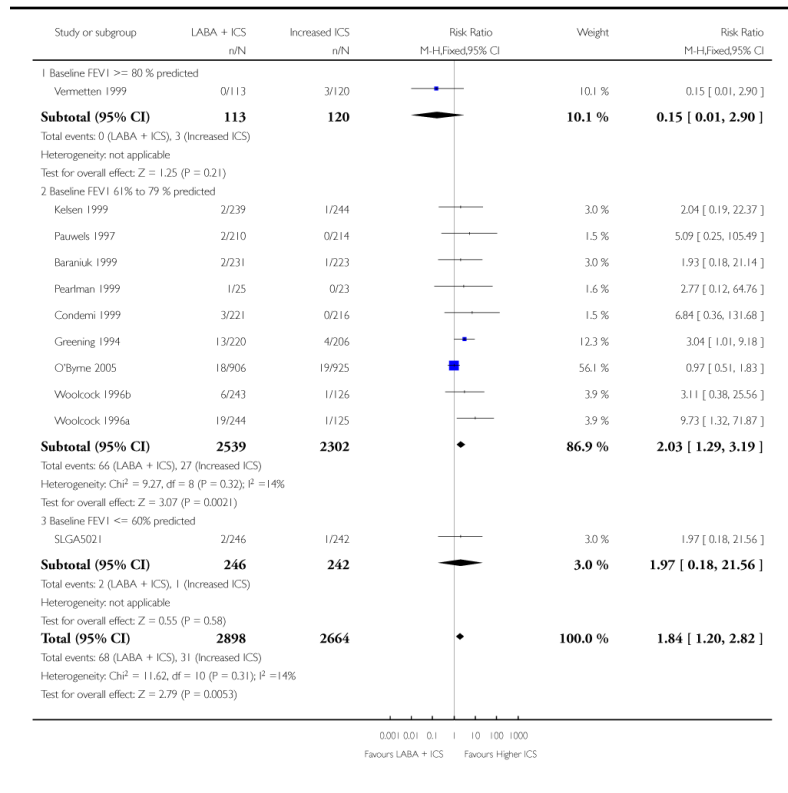 Study or subgroup LABA + ICS Increased ICS Risk Ratio Weight Risk Ratio
n/N n/N M-H,Fixed,95% CI M-H,Fixed,95% CI
1 Baseline FEV1 >= 80 % predicted
Vermetten 1999 0/113 3/120 10.1 % 0.15 [ 0.01, 2.90 ]
Subtotal (95% CI) 113 120 10.1 % 0.15 [ 0.01, 2.90 ]
Total events: 0 (LABA + ICS), 3 (Increased ICS)
Heterogeneity: not applicable
Test for overall effect: Z = 1.25 (P = 0.21)
2 Baseline FEV1 61% to 79 % predicted
Kelsen 1999 2/239 1/244 3.0 % 2.04 [ 0.19, 22.37 ]
Pauwels 1997 2/210 0/214 1.5 % 5.09 [ 0.25, 105.49 ]
Baraniuk 1999 2/231 1/223 3.0 % 1.93 [ 0.18, 21.14 ]
Pearlman 1999 1/25 0/23 1.6 % 2.77 [ 0.12, 64.76 ]
Condemi 1999 3/221 0/216 1.5 % 6.84 [ 0.36, 131.68 ]
Greening 1994 13/220 4/206 12.3 % 3.04 [ 1.01, 9.18 ]
O'Byrne 2005 18/906 19/925 56.1 % 0.97 [ 0.51, 1.83 ]
Woolcock 1996b 6/243 1/126 3.9 % 3.11 [ 0.38, 25.56 ]
Woolcock 1996a 19/244 1/125 3.9 % 9.73 [ 1.32, 71.87 ]
Subtotal (95% CI) 2539 2302 86.9 % 2.03 [ 1.29, 3.19 ]
Total events: 66 (LABA + ICS), 27 (Increased ICS)
Heterogeneity: Chi² = 9.27, df = 8 (P = 0.32); I² =14%
Test for overall effect: Z = 3.07 (P = 0.0021)
3 Baseline FEV1 <= 60% predicted
SLGA5021 2/246 1/242 3.0 % 1.97 [ 0.18, 21.56 ]
Subtotal (95% CI) 246 242 3.0 % 1.97 [ 0.18, 21.56 ]
Total events: 2 (LABA + ICS), 1 (Increased ICS)
Heterogeneity: not applicable
Test for overall effect: Z = 0.55 (P = 0.58)
Total (95% CI) 2898 2664 100.0 % 1.84 [ 1.20, 2.82 ]
Total events: 68 (LABA + ICS), 31 (Increased ICS)
Heterogeneity: Chi² = 11.62, df = 10 (P = 0.31); I² =14%
Test for overall effect: Z = 2.79 (P = 0.0053)
0.001 0.01 0.1 1 10 100 1000
Favours LABA + ICS Favours Higher ICS